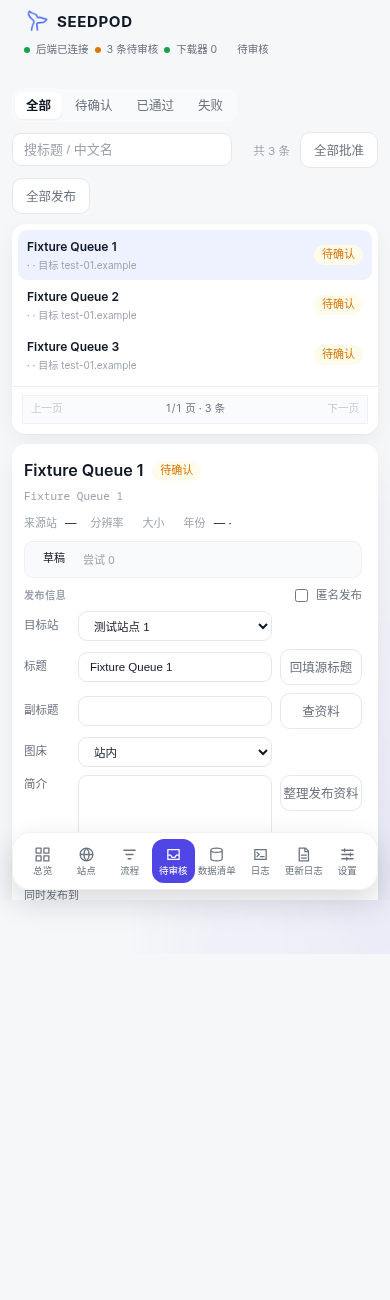 SEEDPOD
后端已连接 3 条待审核 下载器 0 待审核
全部 待确认 已通过 失败
搜标题 / 中文名 共 3 条 全部批准
全部发布
Fixture Queue 1 待确认
· · 目标 test-01.example
Fixture Queue 2 待确认
· · 目标 test-01.example
Fixture Queue 3 待确认
· · 目标 test-01.example
上一页 1/1 页 · 3 条 下一页
Fixture Queue 1 待确认
Fixture Queue 1
来源站 — 分辨率 大小 年份 — ·
草稿 尝试 0
发布信息 匿名发布
目标站 测试站点 1
标题 Fixture Queue 1 回填源标题
副标题 查资料
图床 站内
简介 整理发布资料
总览 站点 流程 待审核 数据清单 日志 更新日志 设置
同时发布到